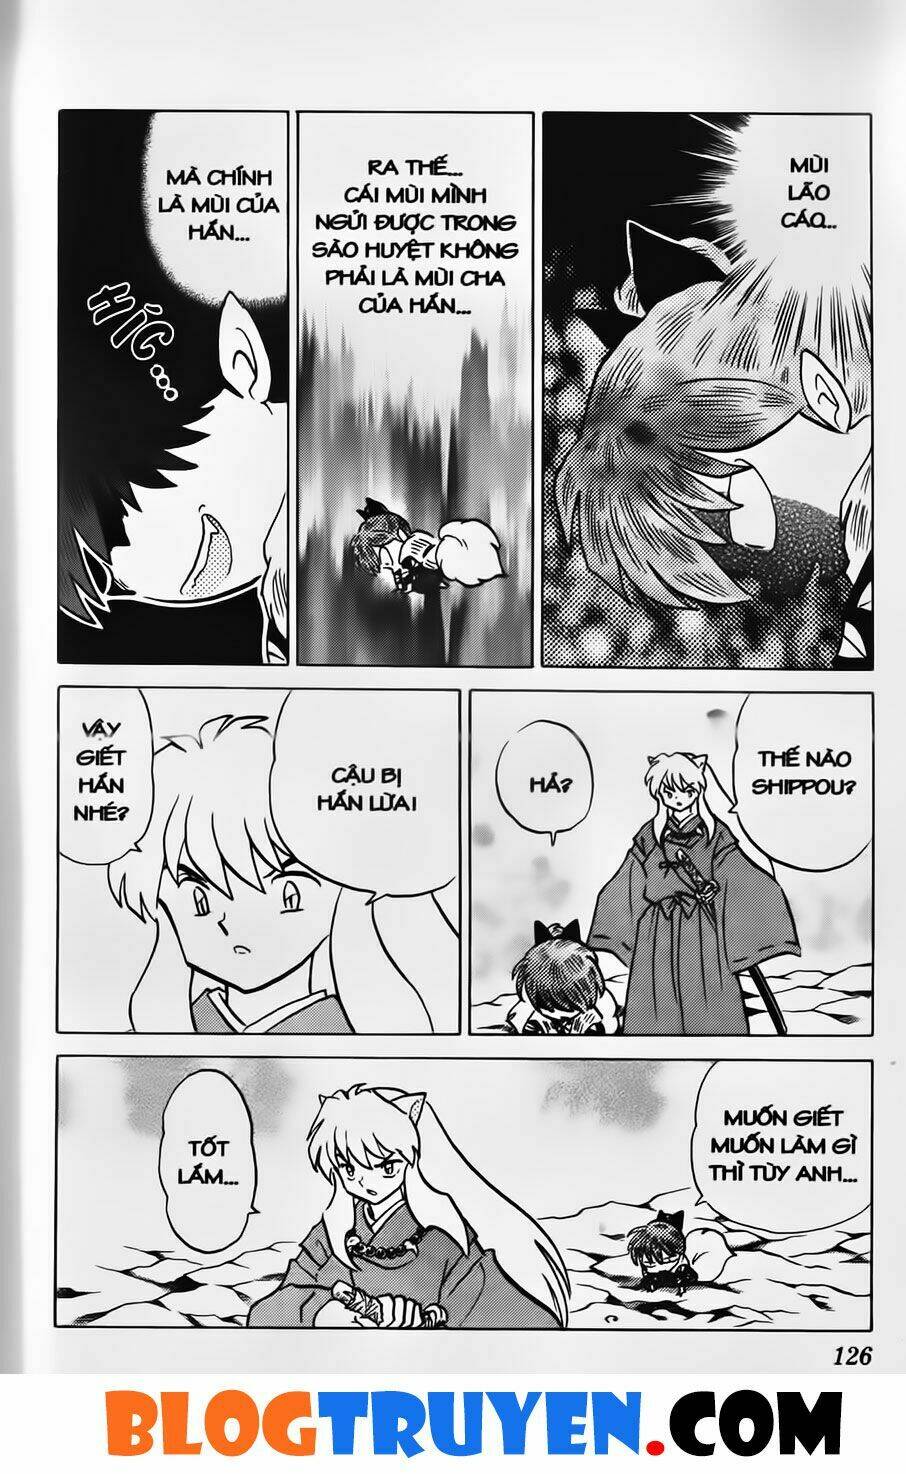 MÙI
LÃO
CÁO...
RA THẾ...
CÁI MÙI MÌNH
NGỬI ĐƯỢC TRONG
SÀO HUYỆT KHÔNG
PHẢI LÀ MÙI CHA
CỦA HẮN...
MÀ CHÍNH
LÀ MÙI CỦA
HẮN...
HÍC...
THẾ NÀO
SHIPPOU?
HẢ?
CẬU BỊ
HẮN LỪA!
VẬY
GIẾT
HẮN
NHÉ?
MUỐN GIẾT
MUỐN LÀM GÌ
THÌ TÙY ANH...
TỐT
LẮM...
126
BLOGTRUYEN.COM